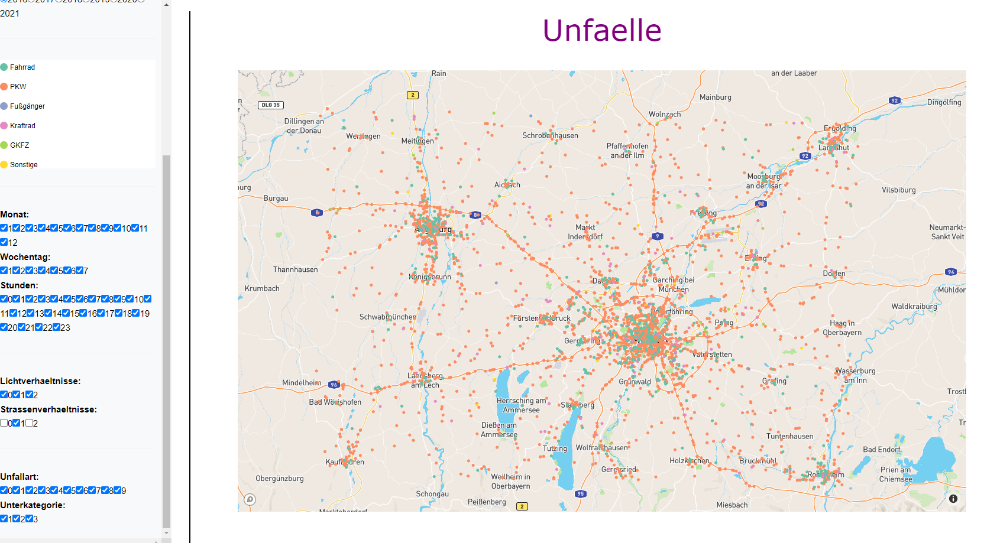 2016 2017 2018 2019 2020
2021
Fahrrad
PKW
Fußgänger
Kraftrad
GKFZ
Sonstige
Monat:
1 2 3 4 5 6 7 8 9 10 11
12
Wochentag:
1 2 3 4 5 6 7
Stunden:
0 1 2 3 4 5 6 7 8 9 10
11 12 13 14 15 16 17 18 19
20 21 22 23
Lichtverhaeltnisse:
0 1 2
Strassenverhaeltnisse:
0 1 2
Unfallart:
0 1 2 3 4 5 6 7 8 9
Unterkategorie:
1 2 3
Unfaelle
Rain
an der Laaber
2
Mainburg
92
Dingolfing
DLG 35
Wolnzach
Dillingen an
der Donau
Ergolding
Wertingen
Meitingen
Schrobenhausen
Pfaffenhofen
an der Ilm
Landshut
92
Moosburg
an der Isar
Aichach
burg
Vilsbiburg
Burgau
92
8
8
Freising
Augsburg
Markt
Indersdorf
9
Neumarkt-
Sankt Veit
Erding
Thannhausen
Königsbrunn
Dachau
Garching bei
München
Dorfen
94
Krumbach
Mühldor
Waldkraiburg
Schwabmünchen
Fürstenfeldbruck
Unterföhring
Poing
Haag in
Oberbayern
Germering
Vaterstetten
Wasserburg
am Inn
Landsberg
am Lech
Mindelheim
96
Grünwald
Grafing
Trostb
Bad Wörishofen
Herrsching am
Ammersee
Starnberg
Dießen am
Ammersee
Tr
Tuntenhausen
Tutzing
Wolfratshausen
Bad Endorf
Kaufbeuren
Holzkirchen
Bruckmühl
Geretsried
Rosenheim
Prien am
Chiemsee
Obergünzburg
Weilheim in
Oberbayern
Schongau
95
Peißenberg
2
Miesbach
Marktoberdorf